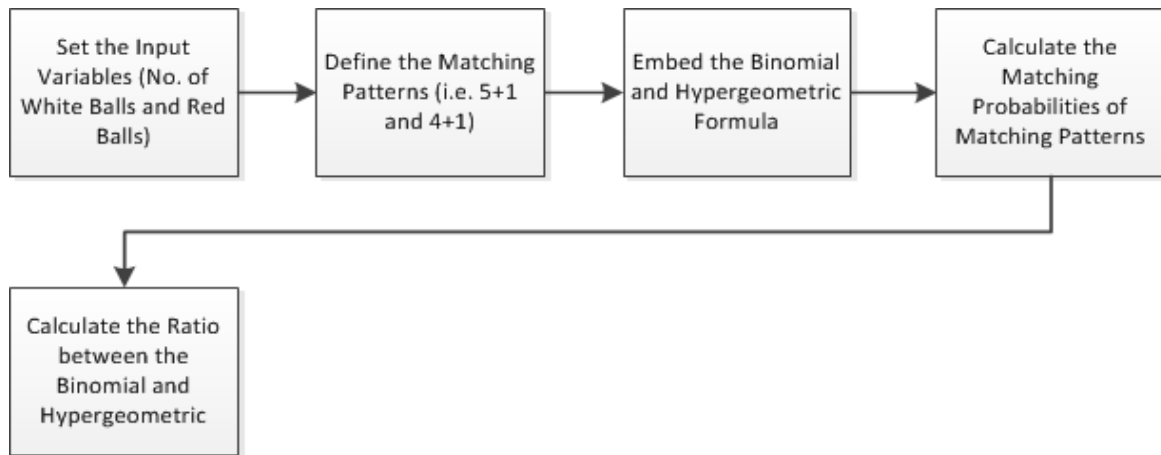 Set the Input
Variables (No. of
White Balls and Red
Balls)
Define the Matching
Patterns (i.e. 5+1
and 4+1)
Embed the Binomial
and Hypergeometric
Formula
Calculate the
Matching
Probabilities of
Matching Patterns
Calculate the Ratio
between the
Binomial and
Hypergeometric